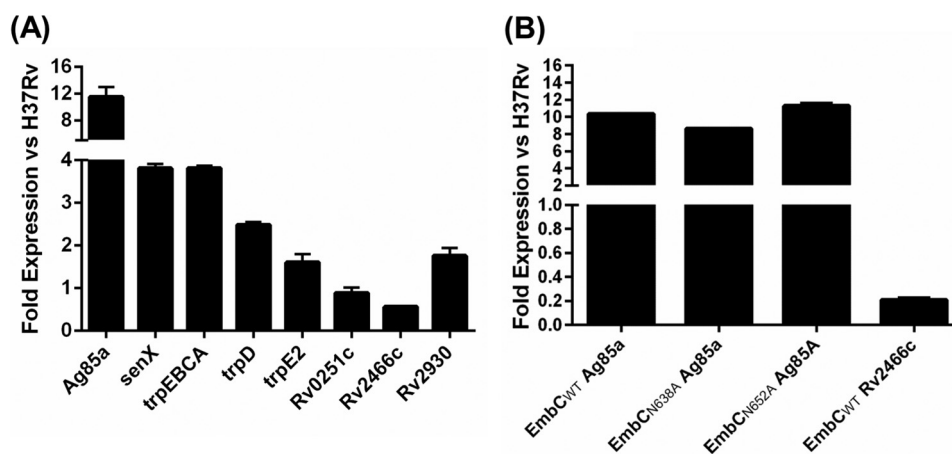 (A)
Fold Expression vs H37Rv
16
12
8
4
3
2
1
0
Ag85a
senX
trpEBCA
trpD
trpE2
Rv0251c
Rv2466c
Rv2930
(B)
Fold Expression vs H37Rv
16
14
12
10
8
6
4
2
1.0
0.8
0.6
0.4
0.2
0.0
EmbCWT Ag85a
EmbCN638A Ag85a
EmbCN652A Ag85A
EmbCWT Rv2466c